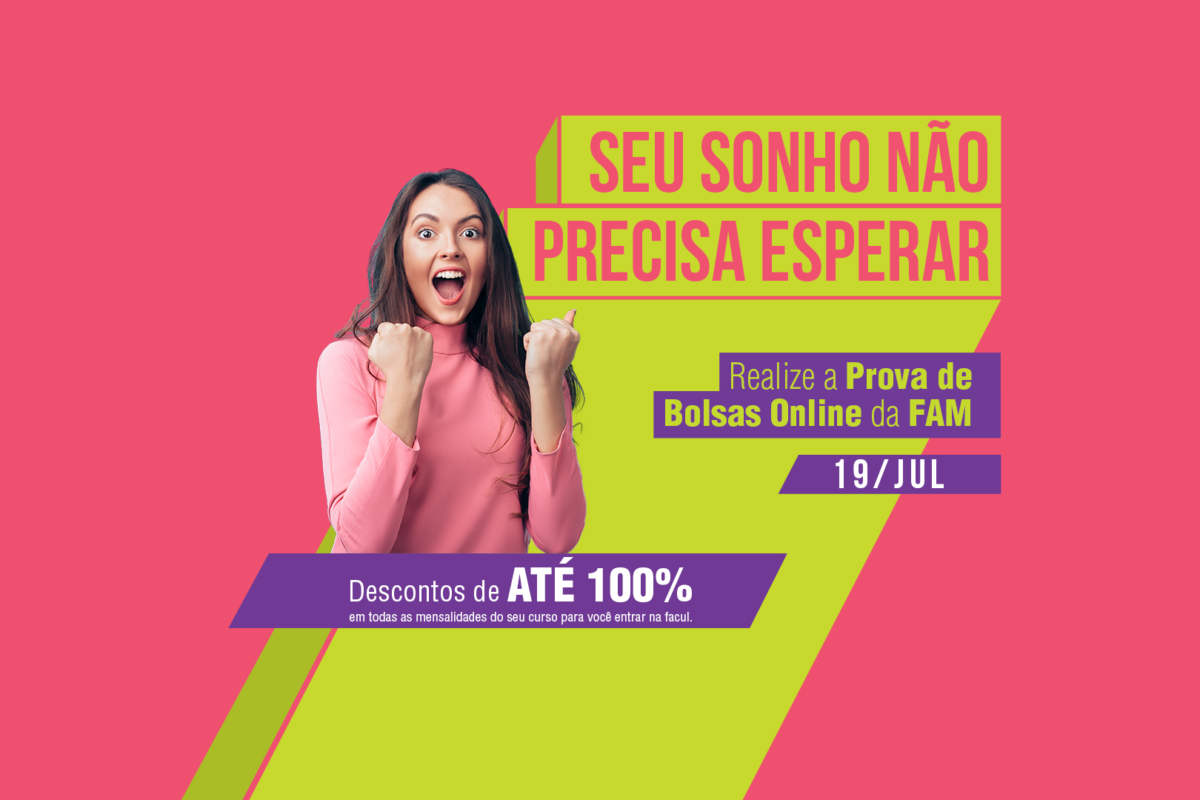 SEU SONHO NÃO
PRECISA ESPERAR
Realize a Prova de
Bolsas Online da FAM
19/JUL
Descontos de ATÉ 100%
em todas as mensalidades do seu curso para você entrar na facul.